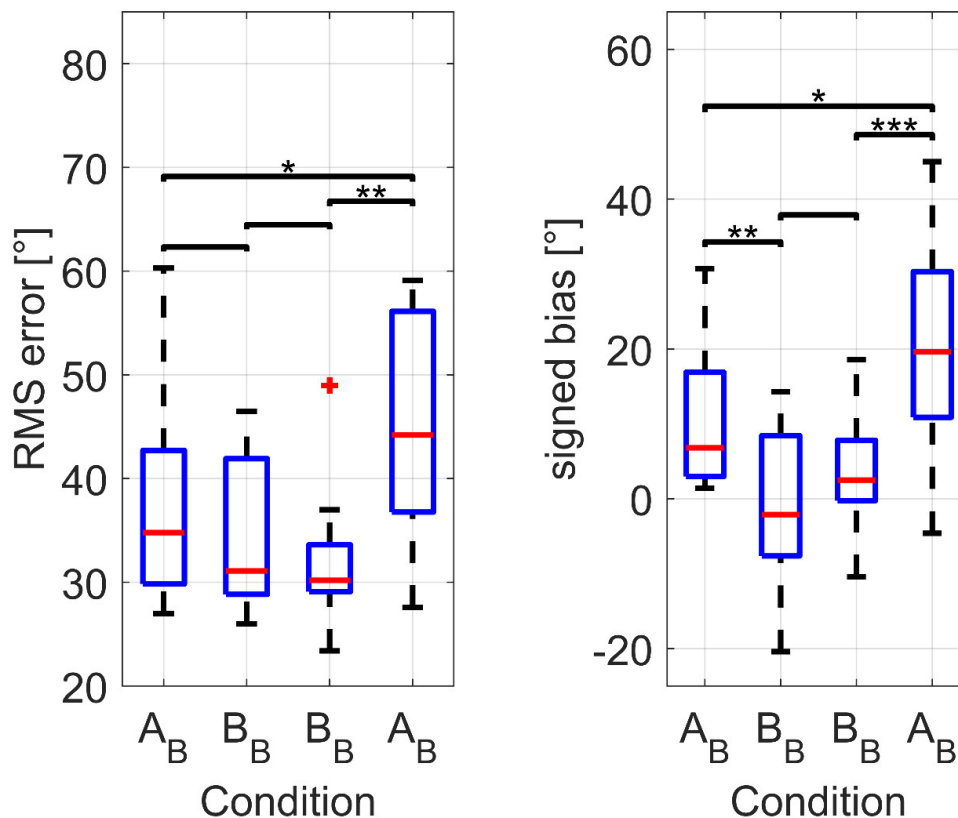 RMS error [°]
80
70
60
50
40
30
20
*
**
A_B B_B B_B A_B
Condition
signed bias [°]
60
40
20
0
-20
*
***
**
A_B B_B B_B A_B
Condition